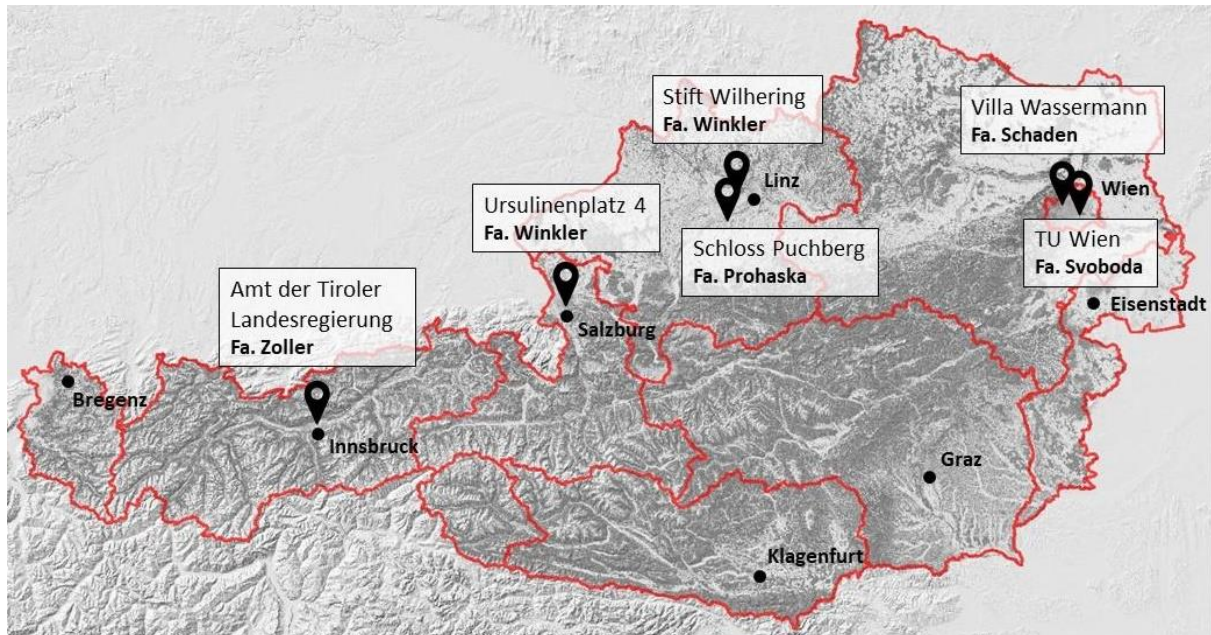 Stift Wilhering
Fa. Winkler
Villa Wassermann
Fa. Schaden
Linz
Wien
Ursulinenplatz 4
Fa. Winkler
Schloss Puchberg
Fa. Prohaska
TU Wien
Fa. Svoboda
Amt der Tiroler
Landesregierung
Fa. Zoller
Eisenstadt
Salzburg
Bregenz
Innsbruck
Graz
Klagenfurt